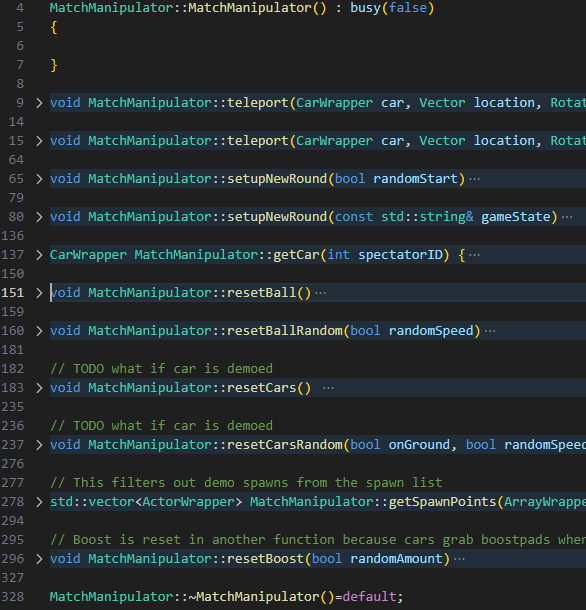 4 MatchManipulator::MatchManipulator() : busy(false)
5 {
6
7 }
8
9 > void MatchManipulator::teleport(CarWrapper car, Vector location, Rotat
14
15 > void MatchManipulator::teleport(CarWrapper car, Vector location, Rotat
64
65 > void MatchManipulator::setupNewRound(bool randomStart) ···
79
80 > void MatchManipulator::setupNewRound(const std::string& gameState) ···
136
137 > CarWrapper MatchManipulator::getCar(int spectatorID) { ···
150
151 > void MatchManipulator::resetBall() ···
159
160 > void MatchManipulator::resetBallRandom(bool randomSpeed) ···
181
182 // TODO what if car is demoed
183 > void MatchManipulator::resetCars() ···
235
236 // TODO what if car is demoed
237 > void MatchManipulator::resetCarsRandom(bool onGround, bool randomSpeed
276
277 // This filters out demo spawns from the spawn list
278 > std::vector<ActorWrapper> MatchManipulator::getSpawnPoints(ArrayWrappe
294
295 // Boost is reset in another function because cars grab boostpads wher
296 > void MatchManipulator::resetBoost(bool randomAmount) ···
327
328 MatchManipulator::~MatchManipulator()=default;